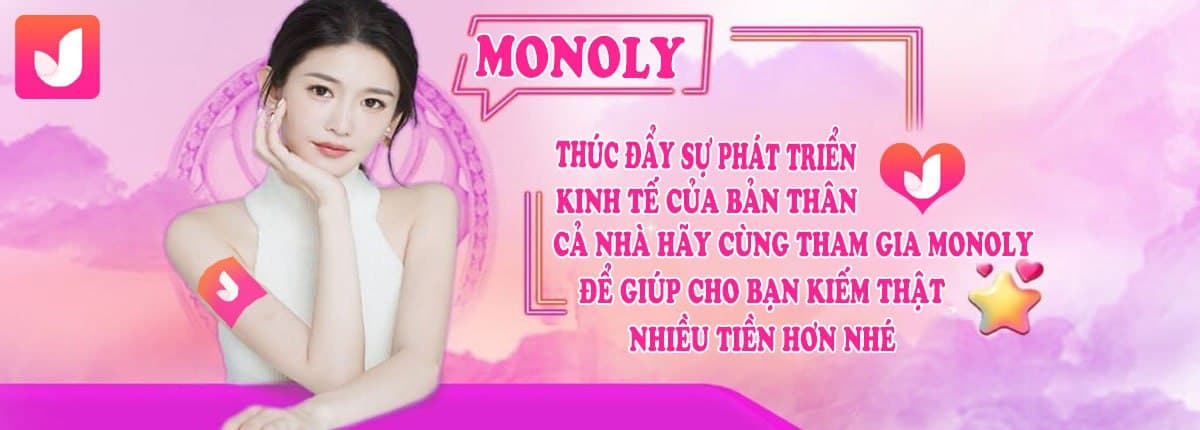 MONOLY
THÚC ĐẨY SỰ PHÁT TRIỂN
KINH TẾ CỦA BẢN THÂN
CẢ NHÀ HÃY CÙNG THAM GIA MONOLY
ĐỂ GIÚP CHO BẠN KIẾM THẬT
NHIỀU TIỀN HƠN NHÉ